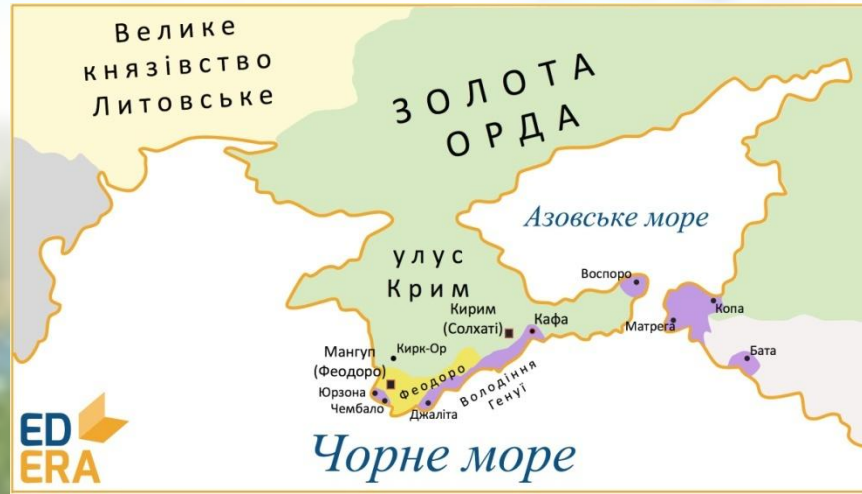 Велике
князівство
Литовське
ЗОЛОТА
ОРДА
Азовське море
улус
Крим
Воспоро
Кирим
(Солхаті)
Кафа
Матрега
Копа
Мангуп
(Феодоро)
Кирк-Ор
Бата
Феодоро
Володіння
Генуї
Юрзона
Чембало
Джаліта
ED
ERA
Чорне море